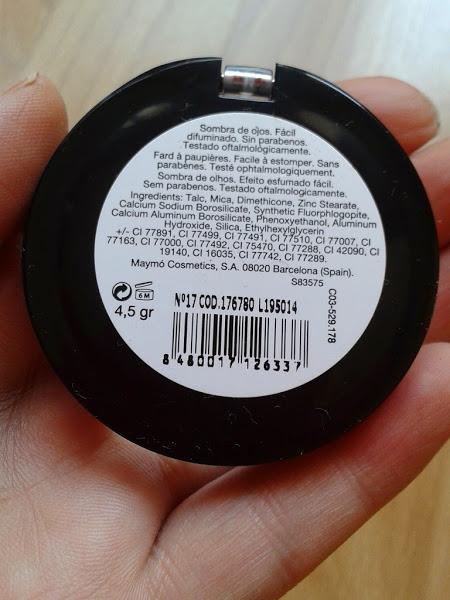 Sombra de ojos. Fácil
difuminado. Sin parabenos.
Testado oftalmológicamente.
Fard à paupières. Facile à estomper. Sans
parabènes. Testé ophtalmologiquement.
Sombra de olhos. Efeito esfumado fácil.
Sem parabenos. Testado oftalmologicamente.
Ingredients: Talc, Mica, Dimethicone, Zinc Stearate,
Calcium Sodium Borosilicate, Synthetic Fluorphlogopite,
Calcium Aluminum Borosilicate, Phenoxyethanol, Aluminum
Hydroxide, Silica, Ethylhexylglycerin
+/- CI 77891, CI 77499, CI 77491, CI 77510, CI 77007, CI
77163, CI 77000, CI 77492, CI 75470, CI 77288, CI 42090, CI
19140, CI 16035, CI 77742, CI 77289.
Maymó Cosmetics, S.A. 08020 Barcelona (Spain).
S83575
C03-529.178
6 M
4,5 gr
Nº17 COD.176780 L195014
8 480017 126337